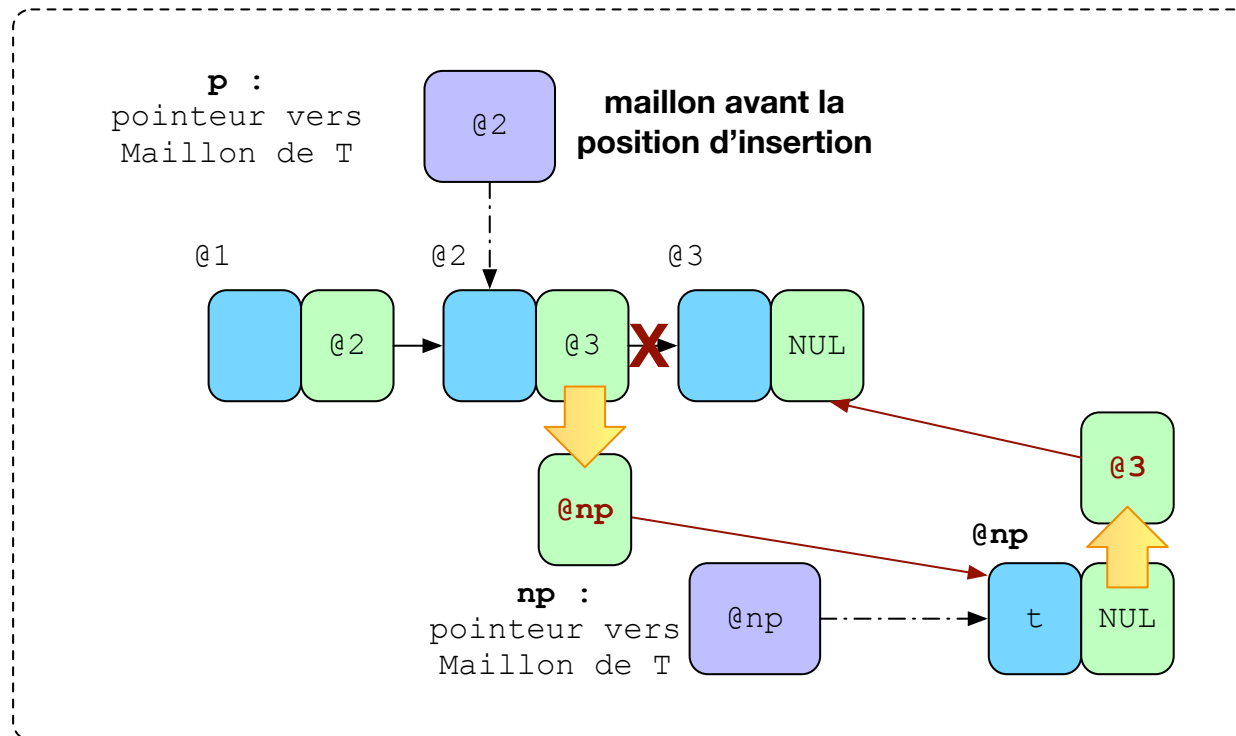 p :
pointeur vers
Maillon de T
@2
maillon avant la
position d’insertion
@1
@2
@3
@2
@3
X
NUL
@np
@3
@np
np :
pointeur vers
Maillon de T
@np
t
NUL